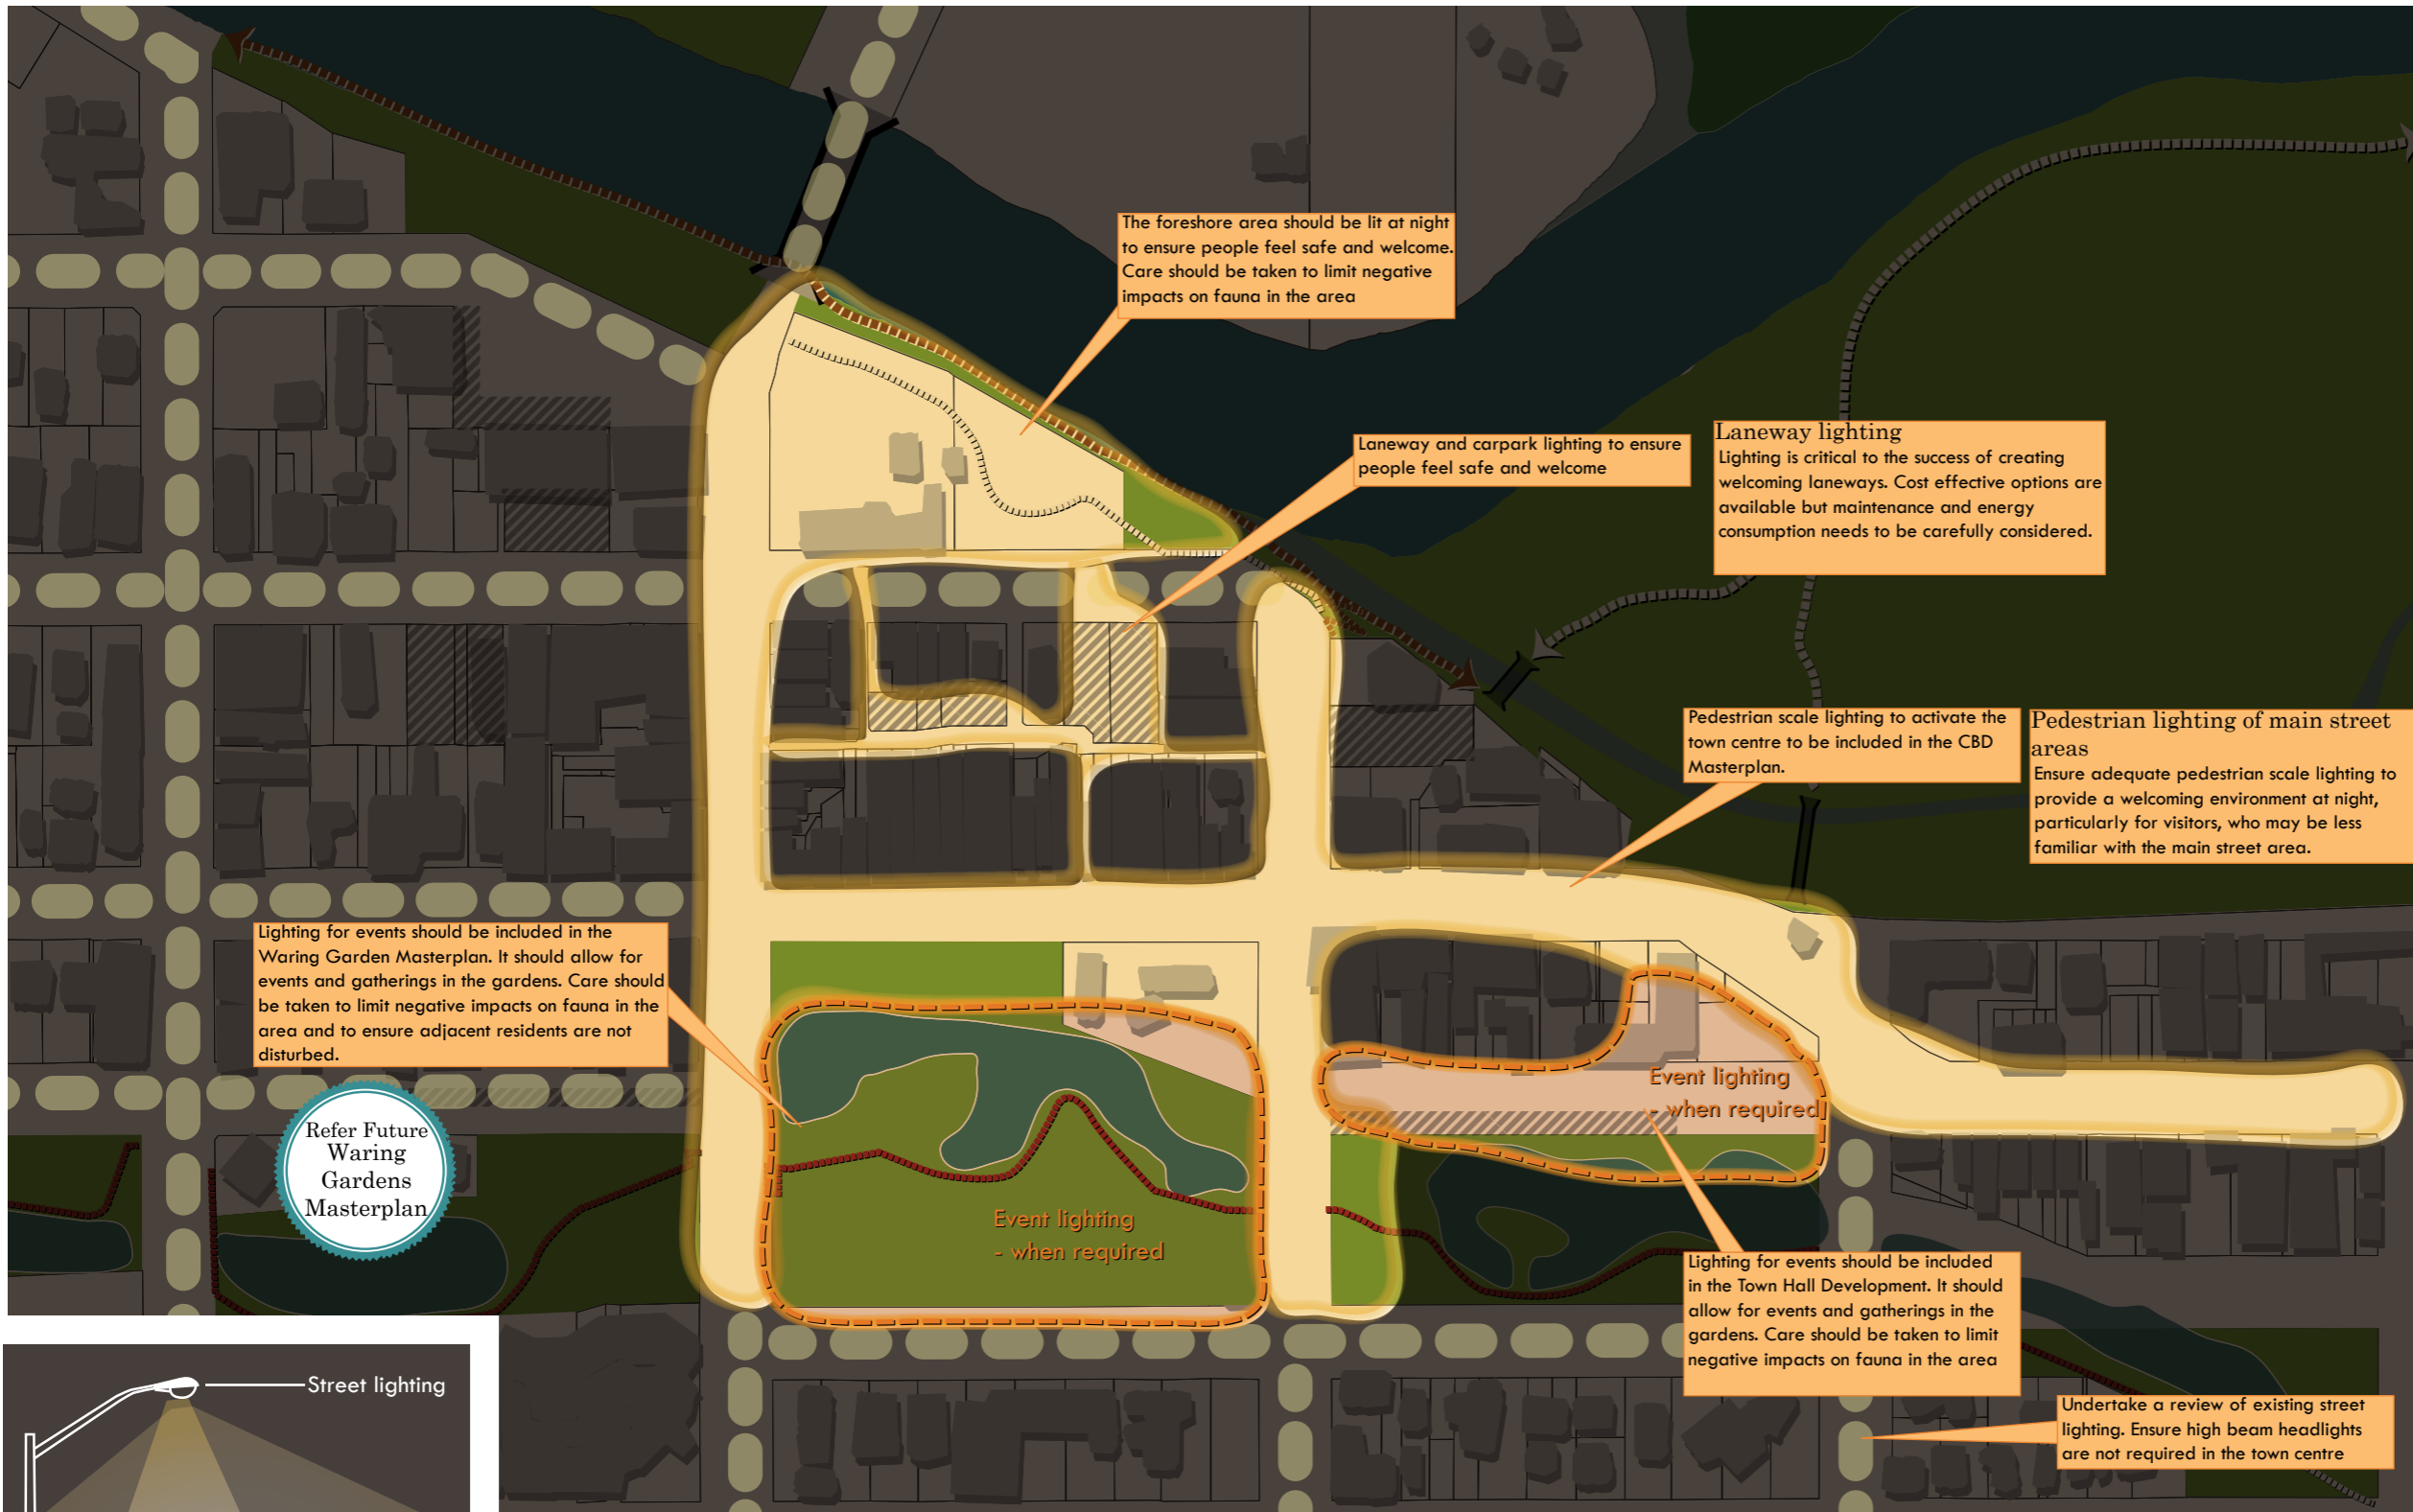 The foreshore area should be lit at night
to ensure people feel safe and welcome.
Care should be taken to limit negative
impacts on fauna in the area
Laneway and carpark lighting to ensure
people feel safe and welcome
Laneway lighting
Lighting is critical to the success of creating
welcoming laneways. Cost effective options are
available but maintenance and energy
consumption needs to be carefully considered.
Pedestrian scale lighting to activate the
town centre to be included in the CBD
Masterplan.
Pedestrian lighting of main street
areas
Ensure adequate pedestrian scale lighting to
provide a welcoming environment at night,
particularly for visitors, who may be less
familiar with the main street area.
Lighting for events should be included in the
Waring Garden Masterplan. It should allow for
events and gatherings in the gardens. Care should
be taken to limit negative impacts on fauna in the
area and to ensure adjacent residents are not
disturbed.
Event lighting
- when required
Refer Future
Waring
Gardens
Masterplan
Event lighting
- when required
Lighting for events should be included
in the Town Hall Development. It should
allow for events and gatherings in the
gardens. Care should be taken to limit
negative impacts on fauna in the area
Street lighting
Undertake a review of existing street
lighting. Ensure high beam headlights
are not required in the town centre